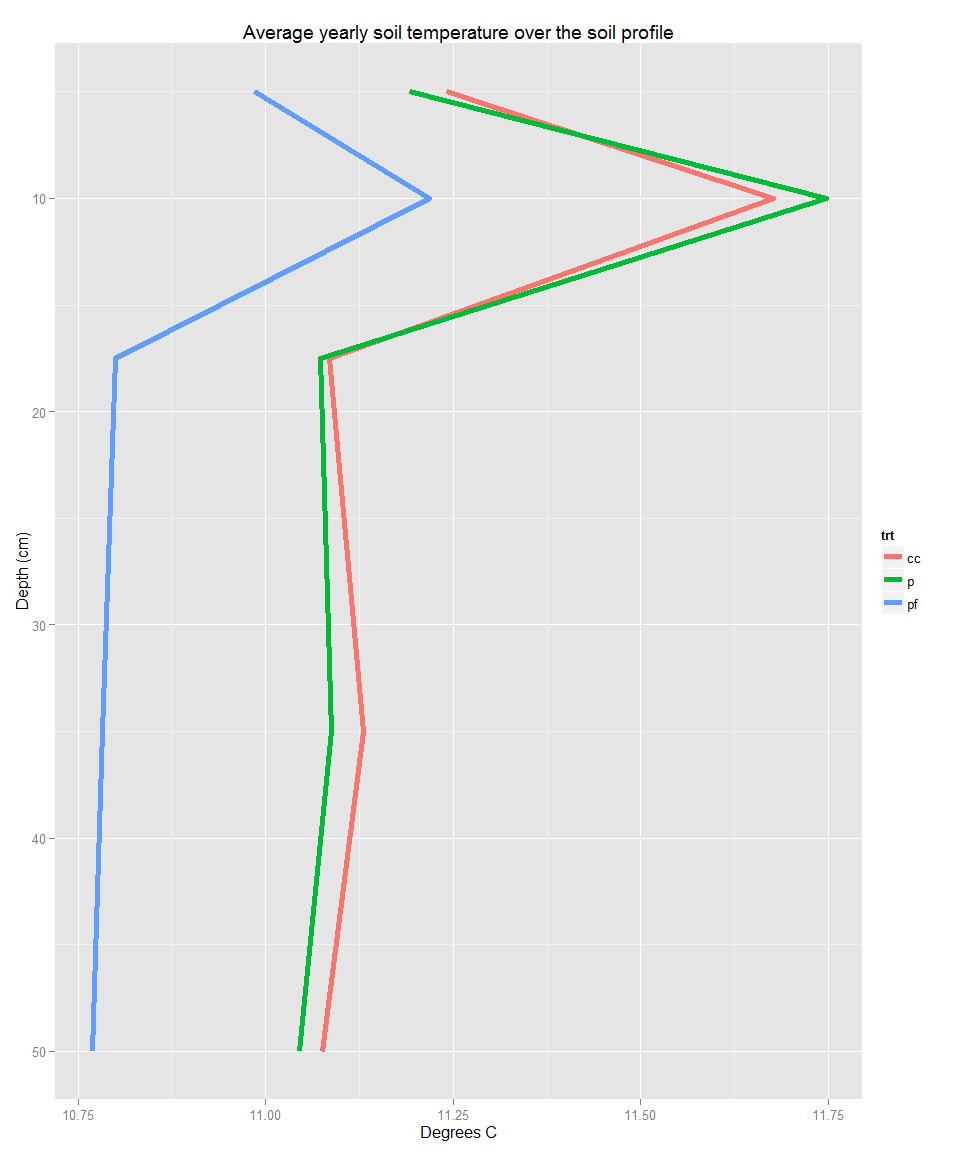 Average yearly soil temperature over the soil profile
10
20
30
40
50
Depth (cm)
10.75 11.00 11.25 11.50 11.75
Degrees C
trt
cc
p
pf